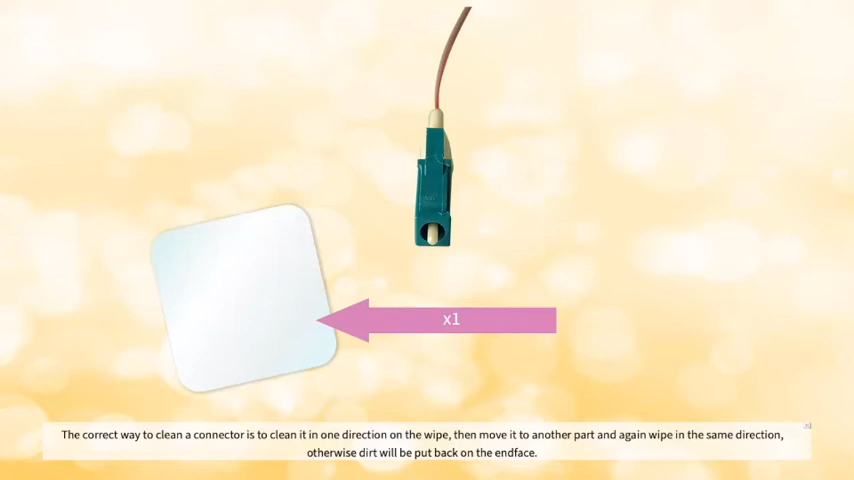 x1
The correct way to clean a connector is to clean it in one direction on the wipe, then move it to another part and again wipe in the same direction,
otherwise dirt will be put back on the endface.